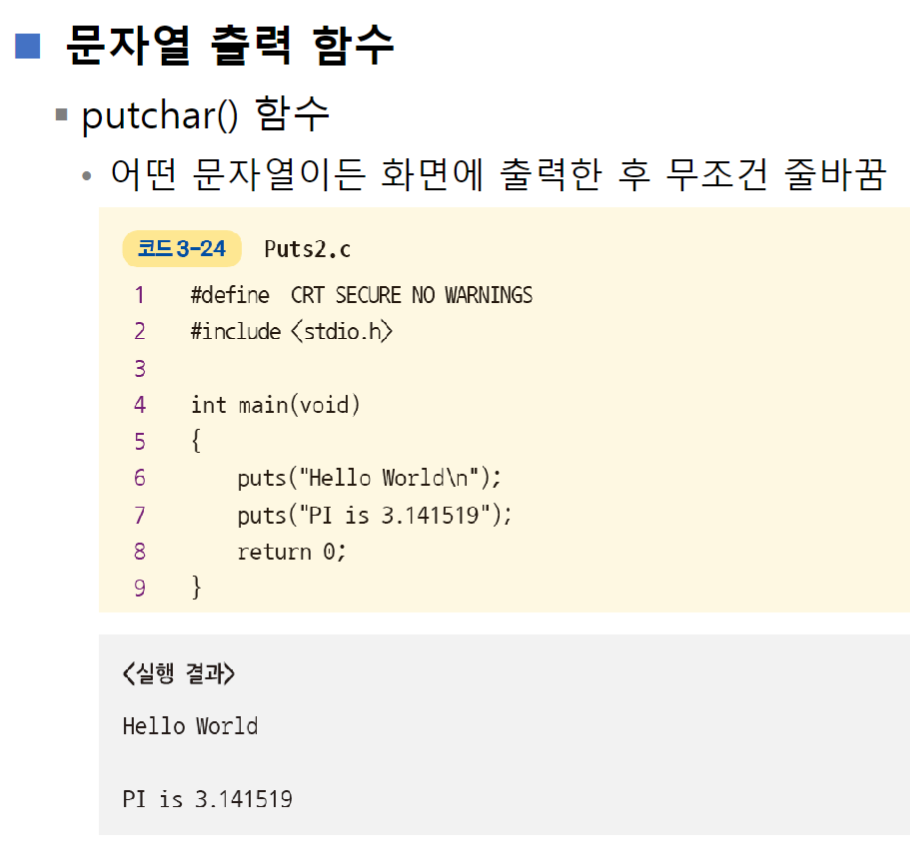 문자열 출력 함수
putchar() 함수
어떤 문자열이든 화면에 출력한 후 무조건 줄바꿈
코드 3-24 Puts2.c
1 #define CRT SECURE NO WARNINGS
2 #include <stdio.h>
3
4 int main(void)
5 {
6 puts("Hello World\n");
7 puts("PI is 3.141519");
8 return 0;
9 }
<실행 결과>
Hello World
PI is 3.141519